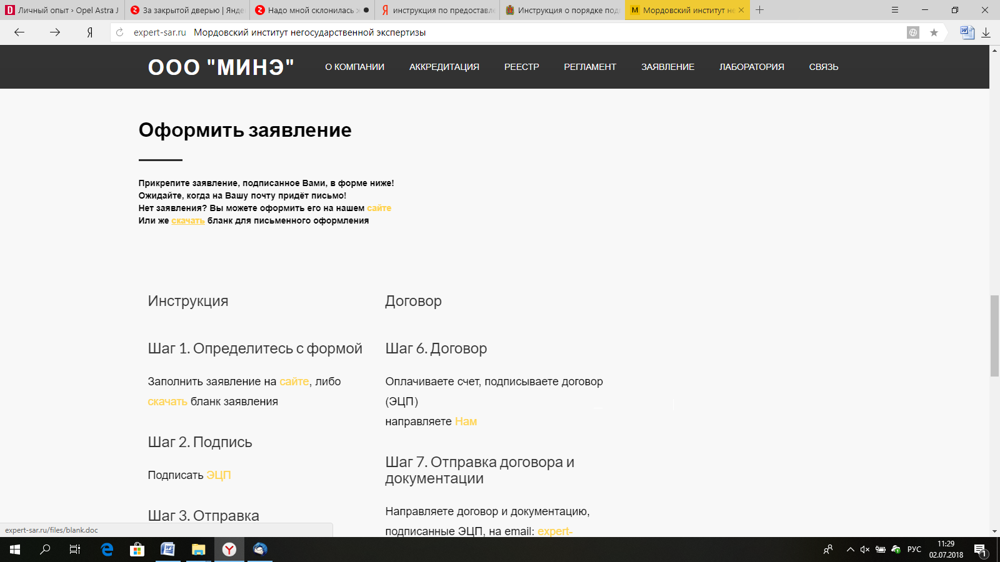 Личный опыт › Opel Astra J
За закрытой дверью | Янде
Надо мной склонилась
инструкция по предоставле
Инструкция о порядке под
М Мордовский институт не
Я expert-sar.ru Мордовский институт негосударственной экспертизы
ООО "МИНЭ" О КОМПАНИИ АККРЕДИТАЦИЯ РЕЕСТР РЕГЛАМЕНТ ЗАЯВЛЕНИЕ ЛАБОРАТОРИЯ СВЯЗЬ
Оформить заявление
Прикрепите заявление, подписанное Вами, в форме ниже!
Ожидайте, когда на Вашу почту придёт письмо!
Нет заявления? Вы можете оформить его на нашем сайте
Или же скачать бланк для письменного оформления
Инструкция
Шаг 1. Определитесь с формой
Заполнить заявление на сайте, либо
скачать бланк заявления
Шаг 2. Подпись
Подписать ЭЦП
Шаг 3. Отправка
Договор
Шаг 6. Договор
Оплачиваете счет, подписываете договор
(ЭЦП)
направляете Нам
Шаг 7. Отправка договора и
документации
Направляете договор и документацию,
подписанные ЭЦП, на email: expert-
expert-sar.ru/files/blank.doc
РУС
11:29
02.07.2018
1